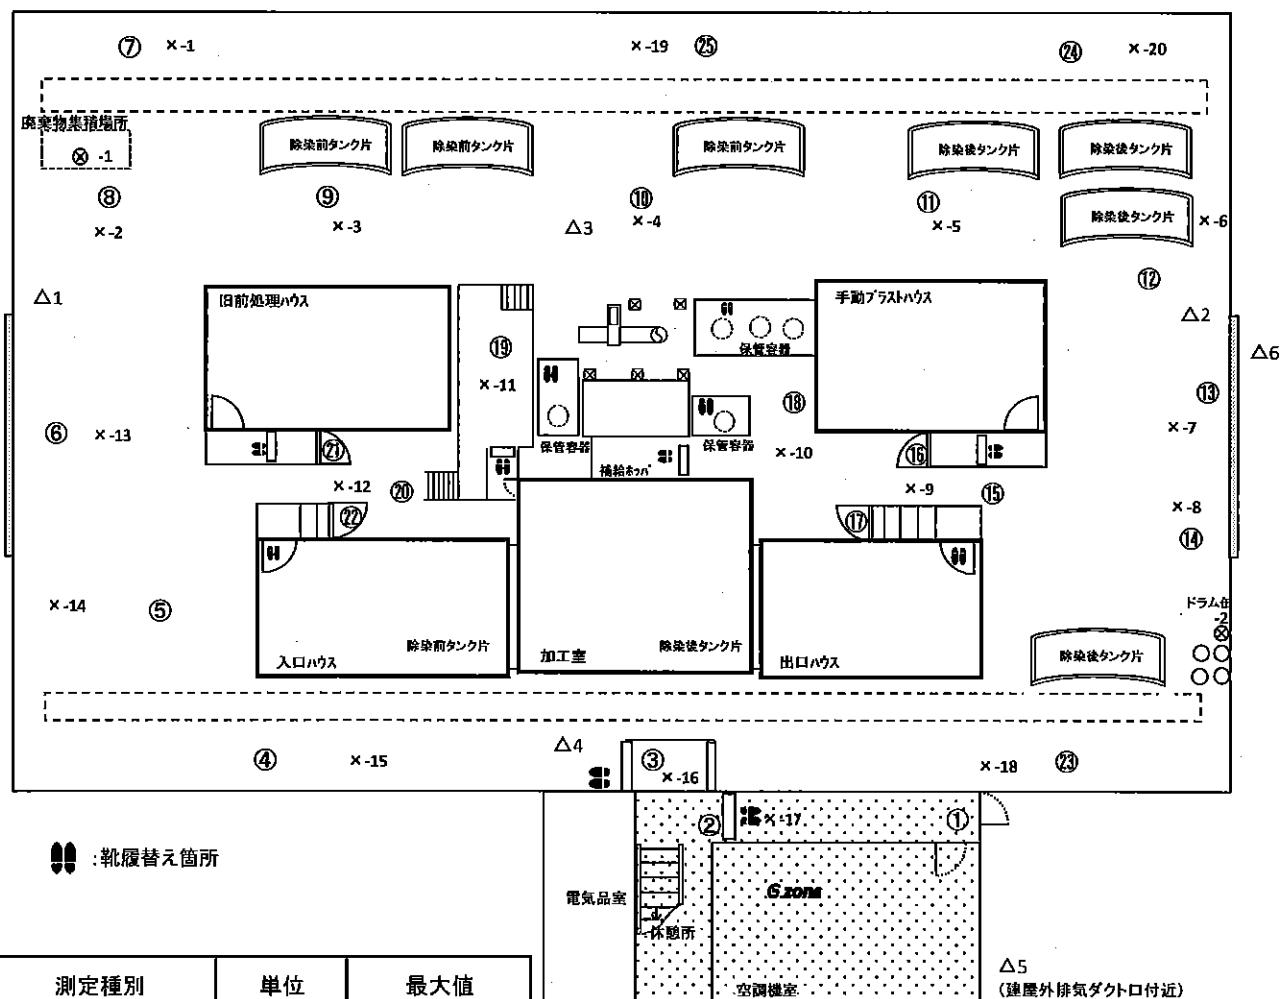 ⑦ ×-1 ×-19 ㉕ ㉔ ×-20
廃棄物集積場所
⊗ -1
除染前タンク片 除染前タンク片 除染前タンク片 除染後タンク片 除染後タンク片
⑧ ⑨ ⑩ ⑪ 除染後タンク片
×-2 ×-3 △3 ×-4 ×-5 ×-6
⑫
△1 旧前処理ハウス 手動ブラストハウス △2
⑲ 保管容器 △6
×-11 ⑱ ⑬
⑥ ×-13 ㉑ 保管容器 保管容器 ⑯ ×-7
補給ホッパ ×-10
×-12 ⑳ ×-9 ⑮ ×-8
㉒ ⑰ ⑭
×-14 ⑤ ドラム缶
-2
入口ハウス 除染前タンク片 加工室 除染後タンク片 出口ハウス 除染後タンク片
④ ×-15 △4 ③ ×-16 ×-18 ㉓
② ×-17 ①
:靴履替え箇所
電気品室 G zone
休憩所
空調機室
△5
(建屋外排気ダクト口付近)
測定種別 単位 最大値